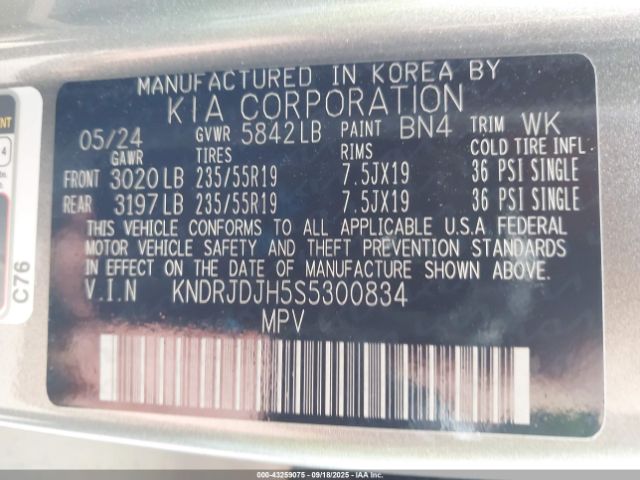 MANUFACTURED IN KOREA BY
KIA CORPORATION
05/24 GVWR 5842LB PAINT BN4 TRIM WK
GAWR TIRES RIMS COLD TIRE INFL
FRONT 3020LB 235/55R19 7.5JX19 36 PSI SINGLE
REAR 3197LB 235/55R19 7.5JX19 36 PSI SINGLE
THIS VEHICLE CONFORMS TO ALL APPLICABLE U.S.A FEDERAL
MOTOR VEHICLE SAFETY AND THEFT PREVENTION STANDARDS
IN EFFECT ON THE DATE OF MANUFACTURE SHOWN ABOVE.
V.I.N KNDRJDJH5S5300834
MPV
C76
4
000-43259075 - 09/18/2025 - IAA Inc.